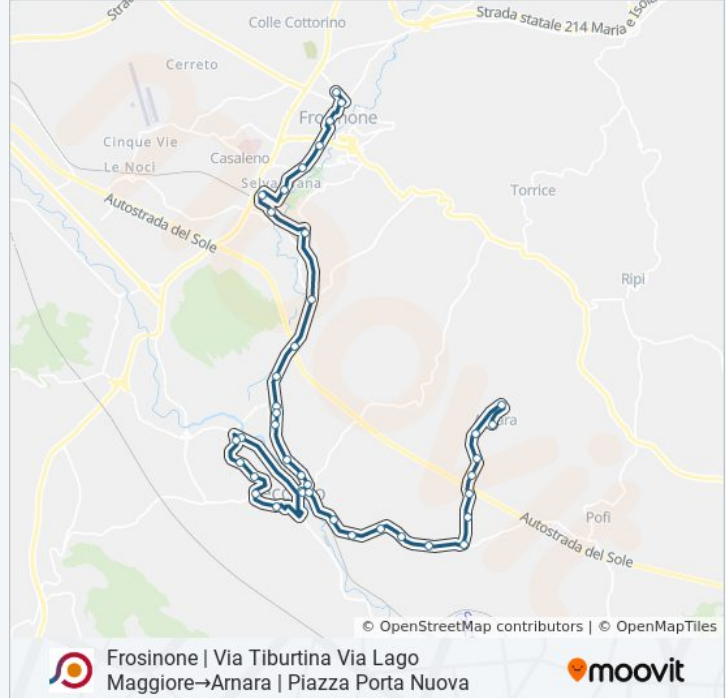 Strada statale 214 Maria e Isola
Colle Cottorino
Cerreto
Frosinone
Cinque Vie
Le Noci
Casaleno
Torrice
Autostrada del Sole
Ripi
Pofi
Autostrada del Sole
© OpenStreetMap contributors | © OpenMapTiles
Frosinone | Via Tiburtina Via Lago
Maggiore→Arnara | Piazza Porta Nuova
moovit